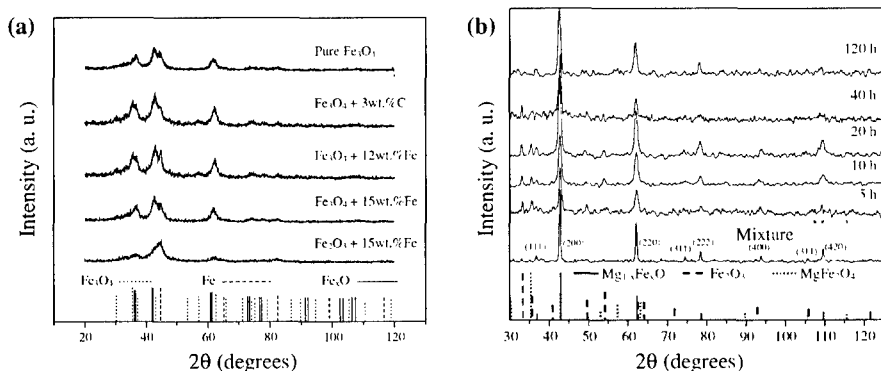 (a)
Intensity (a. u.)
Pure Fe₃O₄
Fe₃O₄ + 3wt.%C
Fe₃O₄ + 12wt.%Fe
Fe₃O₄ + 15wt.%Fe
Fe₂O₃ + 15wt.%Fe
Fe₃O₄ Fe FeₓO
20 40 60 80 100 120
2θ (degrees)
(b)
Intensity (a. u.)
120 h
40 h
20 h
10 h
5 h
Mixture
(111) (200) (220) (311) (222) (400) (420)
Mg₁₋ₓFeₓO Fe₂O₃ MgFe₂O₄
30 40 50 60 70 80 90 100 110 120
2θ (degrees)